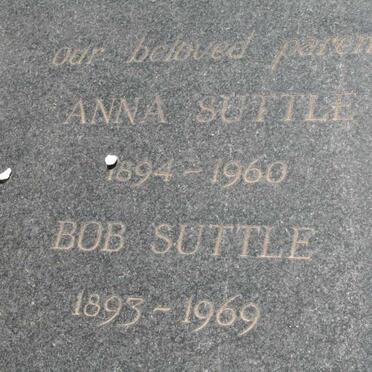 our beloved paren
ANNA SUTTLE
1894 - 1960
BOB SUTTLE
1893 - 1969